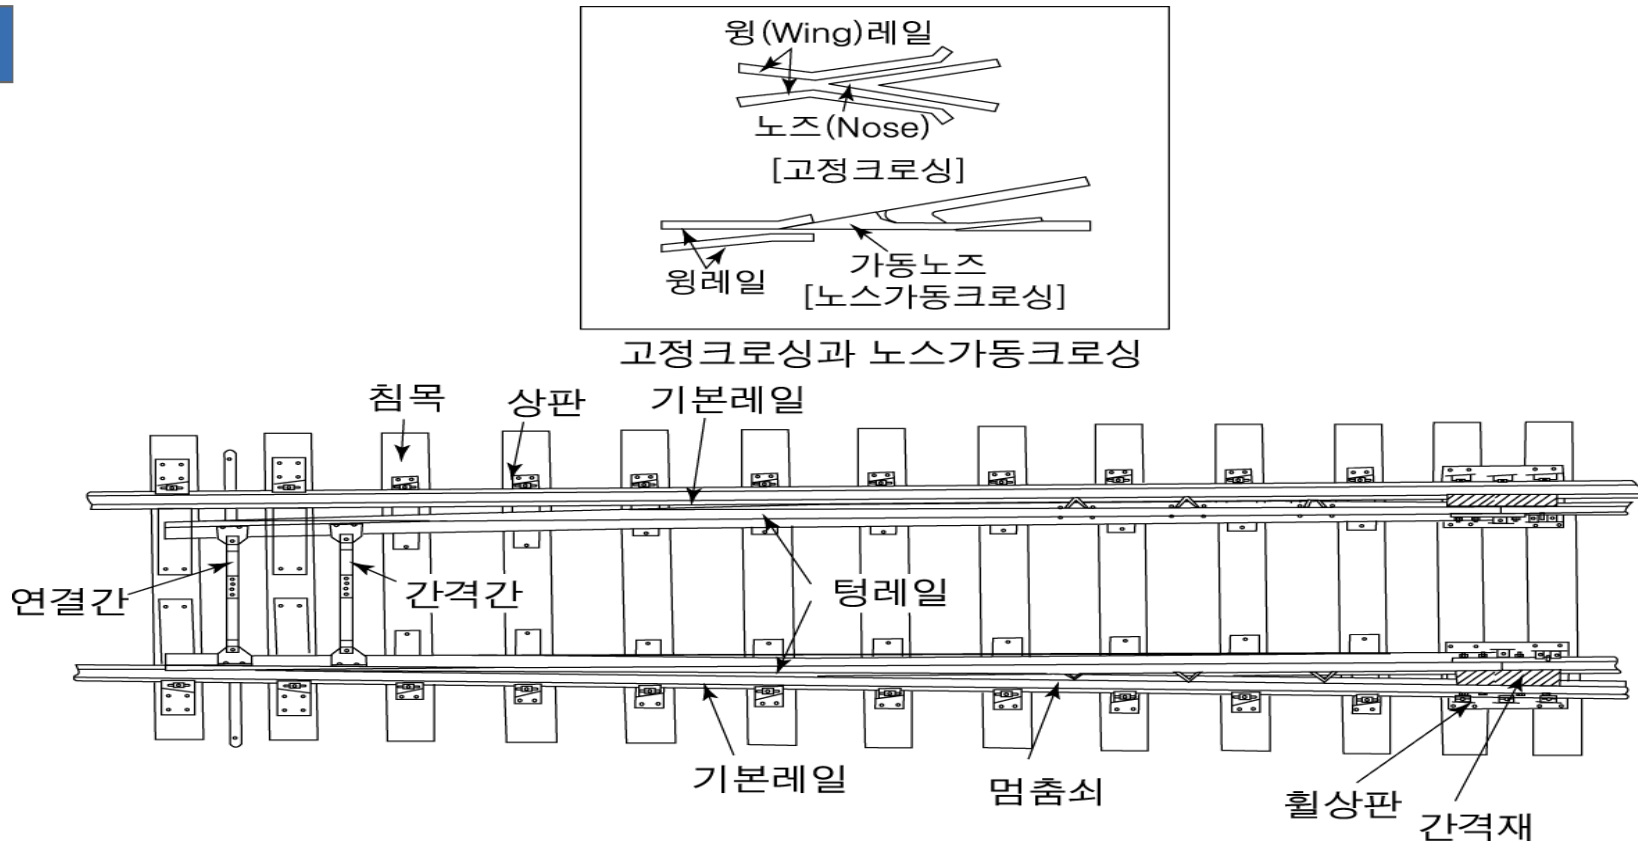 윙(Wing)레일
노즈(Nose)
[고정크로싱]
윙레일
가동노즈
[노스가동크로싱]
고정크로싱과 노스가동크로싱
침목
상판
기본레일
연결간
간격간
텅레일
기본레일
멈춤쇠
휠상판
간격재